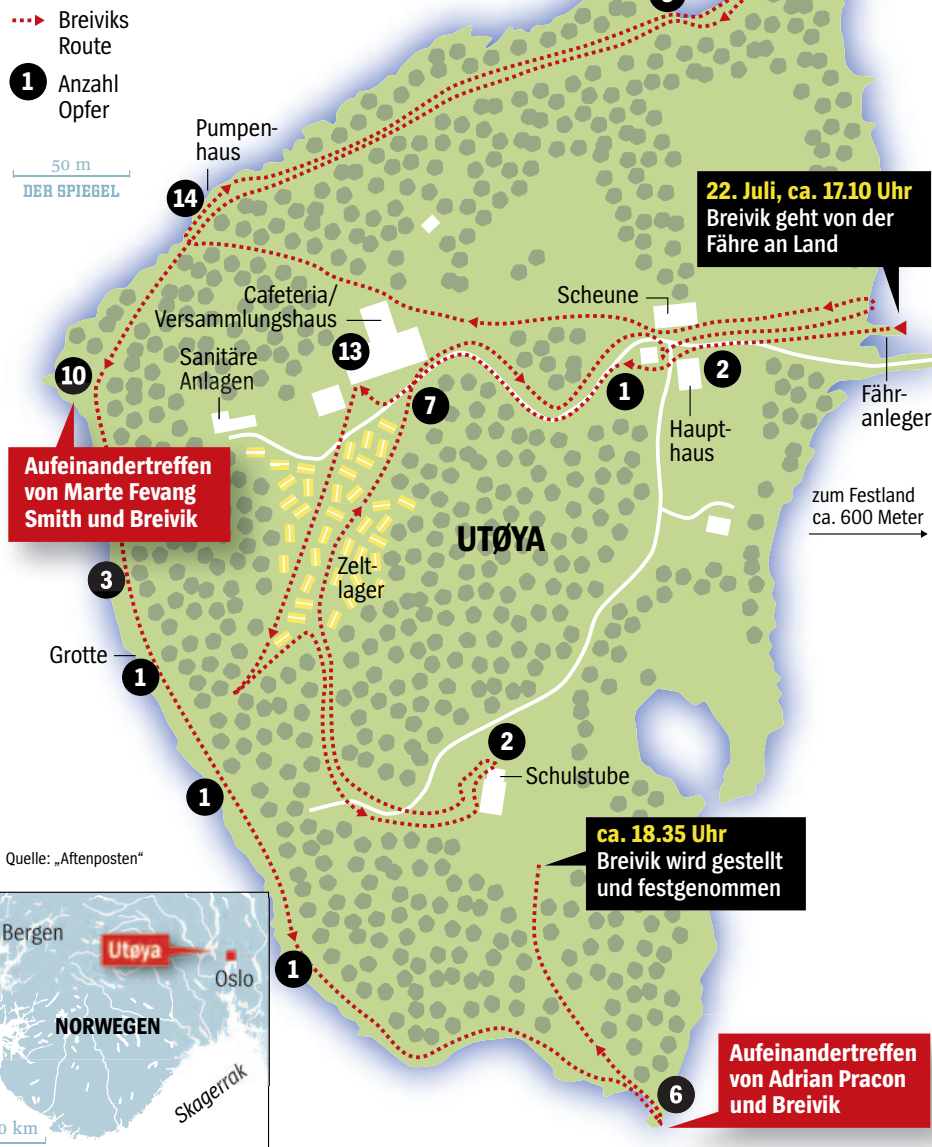 Breiviks
Route
1
Anzahl
Opfer
50 m
DER SPIEGEL
Pumpen-
haus
14
22. Juli, ca. 17.10 Uhr
Breivik geht von der
Fähre an Land
Cafeteria/
Versammlungshaus
13
Scheune
Sanitäre
Anlagen
10
7
1
2
Haupt-
haus
Fähr-
anleger
Aufeinandertreffen
von Marte Fevang
Smith und Breivik
zum Festland
ca. 600 Meter
UTØYA
Zelt-
lager
3
Grotte
1
2
Schulstube
1
ca. 18.35 Uhr
Breivik wird gestellt
und festgenommen
Quelle: „Aftenposten“
1
6
Aufeinandertreffen
von Adrian Pracon
und Breivik
Bergen
Utøya
Oslo
NORWEGEN
Skagerrak
km